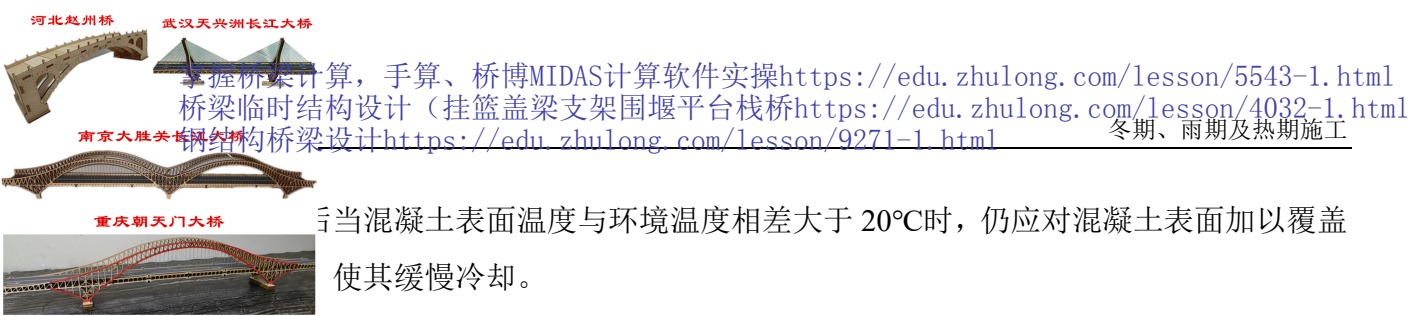 河北赵州桥
武汉天兴洲长江大桥
掌握桥梁计算，手算、桥博MIDAS计算软件实操https://edu.zhulong.com/lesson/5543-1.html
桥梁临时结构设计（挂篮盖梁支架围堰平台栈桥https://edu.zhulong.com/lesson/4032-1.html
钢结构桥梁设计https://edu.zhulong.com/lesson/9271-1.html
冬期、雨期及热期施工
南京大胜关长江大桥
重庆朝天门大桥
后当混凝土表面温度与环境温度相差大于 20℃时，仍应对混凝土表面加以覆盖
使其缓慢冷却。